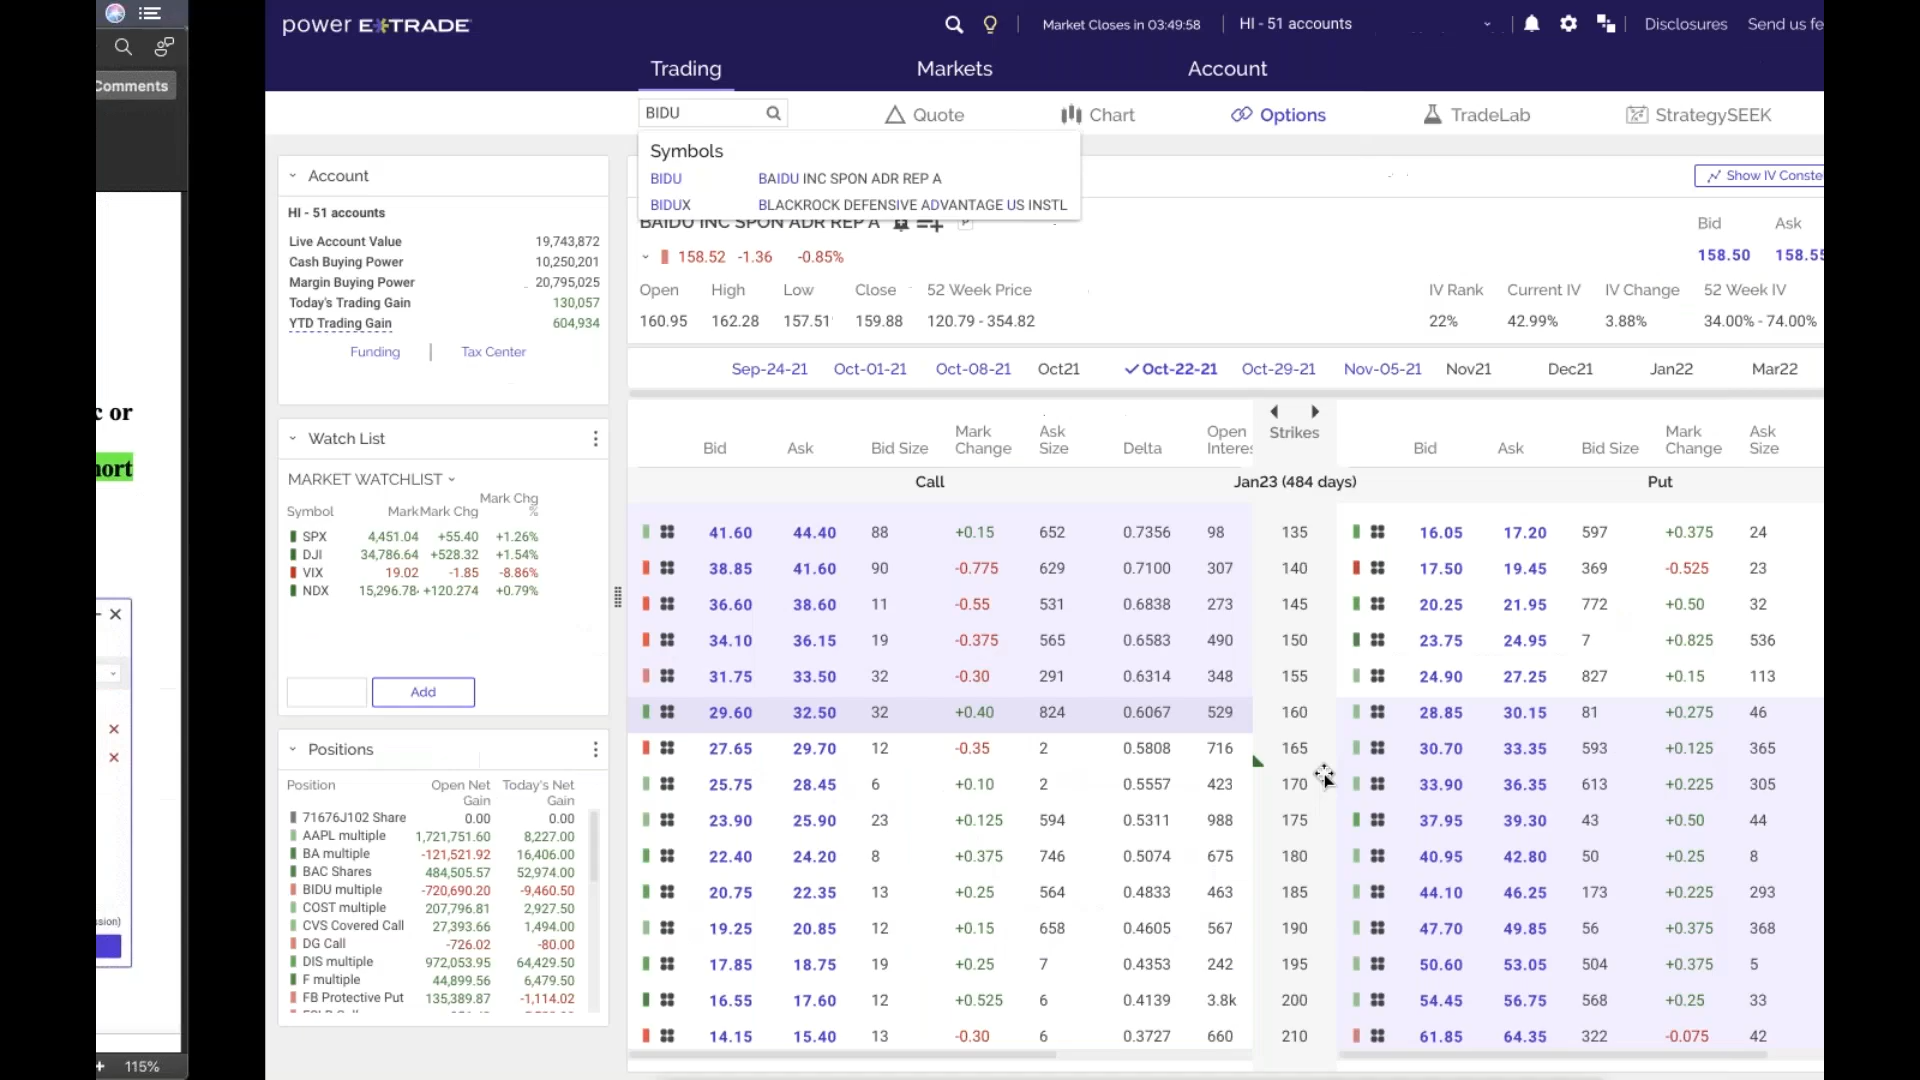 power E*TRADE
Market Closes in 03:49:58
HI - 51 accounts
Disclosures
Send us fe
Trading
Markets
Account
BIDU
Quote
Chart
Options
TradeLab
StrategySEEK
Comments
Symbols
BIDU BAIDU INC SPON ADR REP A
BIDUX BLACKROCK DEFENSIVE ADVANTAGE US INSTL
Show IV Conste
BAIDU INC SPON ADR REP A
158.52 -1.36 -0.85%
Bid Ask
158.50 158.55
Open High Low Close 52 Week Price
160.95 162.28 157.51 159.88 120.79 - 354.82
IV Rank Current IV IV Change 52 Week IV
22% 42.99% 3.88% 34.00% - 74.00%
Sep-24-21 Oct-01-21 Oct-08-21 Oct21 Oct-22-21 Oct-29-21 Nov-05-21 Nov21 Dec21 Jan22 Mar22
Account
HI - 51 accounts
Live Account Value 19,743,872
Cash Buying Power 10,250,201
Margin Buying Power 20,795,025
Today's Trading Gain 130,057
YTD Trading Gain 604,934
Funding | Tax Center
Watch List
MARKET WATCHLIST
Symbol Mark Mark Chg Mark Chg %
SPX 4,451.04 +55.40 +1.26%
DJI 34,786.64 +528.32 +1.54%
VIX 19.02 -1.85 -8.86%
NDX 15,296.78 +120.274 +0.79%
Add
Positions
Position Open Net Gain Today's Net Gain
71676J102 Share 0.00 0.00
AAPL multiple 1,721,751.60 8,227.00
BA multiple -121,521.92 16,406.00
BAC Shares 484,505.57 52,974.00
BIDU multiple -720,690.20 -9,460.50
COST multiple 207,796.81 2,927.50
CVS Covered Call 27,393.66 1,494.00
DG Call -726.02 -80.00
DIS multiple 972,053.95 64,429.50
F multiple 44,899.56 6,479.50
FB Protective Put 135,389.87 -1,114.02
Bid Ask Bid Size Mark Change Ask Size Delta Open Interes Strikes Bid Ask Bid Size Mark Change Ask Size
Call Jan23 (484 days) Put
41.60 44.40 88 +0.15 652 0.7356 98 135 16.05 17.20 597 +0.375 24
38.85 41.60 90 -0.775 629 0.7100 307 140 17.50 19.45 369 -0.525 23
36.60 38.60 11 -0.55 531 0.6838 273 145 20.25 21.95 772 +0.50 32
34.10 36.15 19 -0.375 565 0.6583 490 150 23.75 24.95 7 +0.825 536
31.75 33.50 32 -0.30 291 0.6314 348 155 24.90 27.25 827 +0.15 113
29.60 32.50 32 +0.40 824 0.6067 529 160 28.85 30.15 81 +0.275 46
27.65 29.70 12 -0.35 2 0.5808 716 165 30.70 33.35 593 +0.125 365
25.75 28.45 6 +0.10 2 0.5557 423 170 33.90 36.35 613 +0.225 305
23.90 25.90 23 +0.125 594 0.5311 988 175 37.95 39.30 43 +0.50 44
22.40 24.20 8 +0.375 746 0.5074 675 180 40.95 42.80 50 +0.25 8
20.75 22.35 13 +0.25 564 0.4833 463 185 44.10 46.25 173 +0.225 293
19.25 20.85 12 +0.15 658 0.4605 567 190 47.70 49.85 56 +0.375 368
17.85 18.75 19 +0.25 7 0.4353 242 195 50.60 53.05 504 +0.375 5
16.55 17.60 12 +0.525 6 0.4139 3.8k 200 54.45 56.75 568 +0.25 33
14.15 15.40 13 -0.30 6 0.3727 660 210 61.85 64.35 322 -0.075 42
c or
hort
sion)
115%